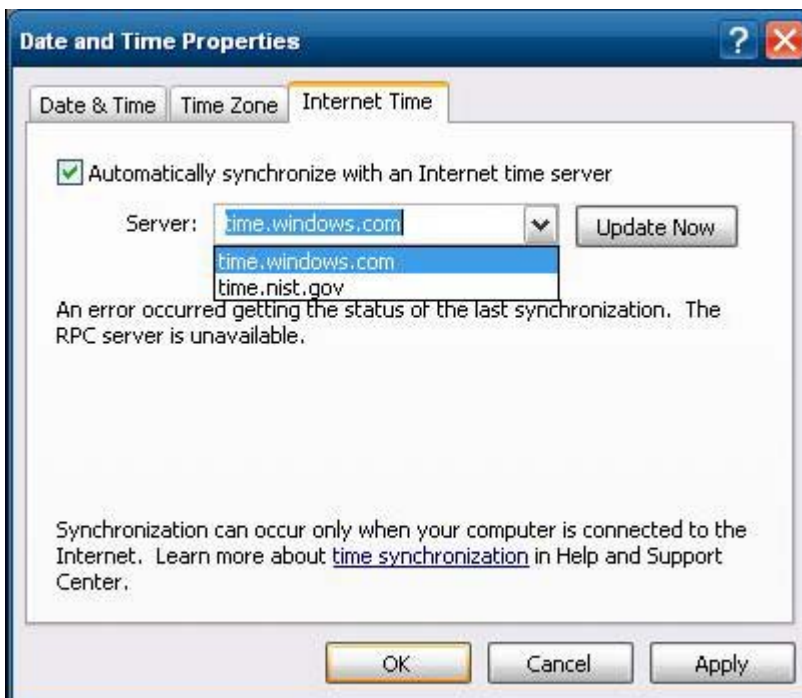 Date and Time Properties
Date & Time Time Zone Internet Time
Automatically synchronize with an Internet time server
Server: time.windows.com Update Now
time.windows.com
time.nist.gov
An error occurred getting the status of the last synchronization. The
RPC server is unavailable.
Synchronization can occur only when your computer is connected to the
Internet. Learn more about time synchronization in Help and Support
Center.
OK Cancel Apply